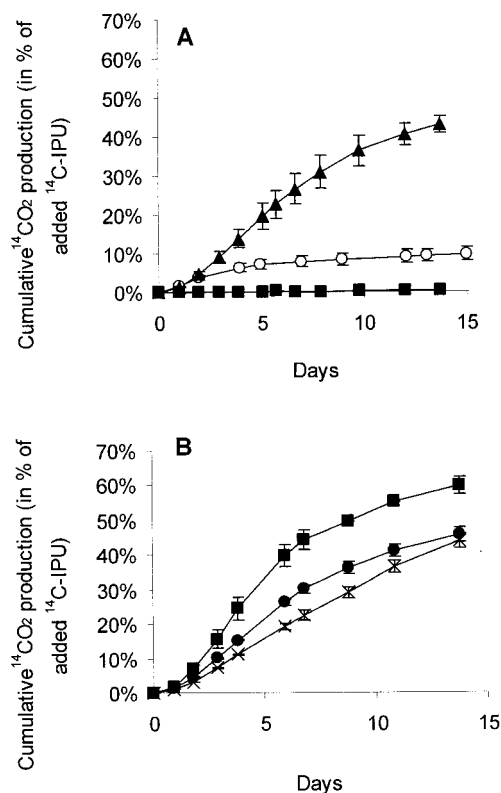 A
Cumulative ¹⁴CO₂ production (in % of
added ¹⁴C-IPU)
70%
60%
50%
40%
30%
20%
10%
0%
0 5 10 15
Days
B
Cumulative ¹⁴CO₂ production (in % of
added ¹⁴C-IPU)
70%
60%
50%
40%
30%
20%
10%
0%
0 5 10 15
Days